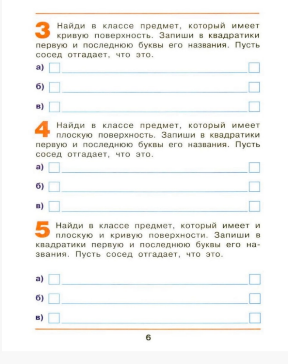 3 Найди в классе предмет, который имеет
кривую поверхность. Запиши в квадратики
первую и последнюю буквы его названия. Пусть
сосед отгадает, что это.
а)
б)
в)
4 Найди в классе предмет, который имеет
плоскую поверхность. Запиши в квадратики
первую и последнюю буквы его названия. Пусть
сосед отгадает, что это.
а)
б)
в)
5 Найди в классе предмет, который имеет и
плоскую и кривую поверхности. Запиши в
квадратики первую и последнюю буквы его на-
звания. Пусть сосед отгадает, что это.
а)
б)
в)
6